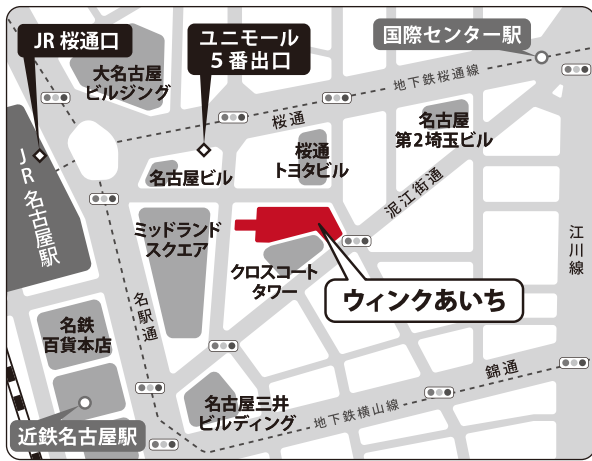 JR 桜通口
ユニモール
5 番出口
国際センター駅
大名古屋
ビルジング
地下鉄桜通線
桜通
名古屋
第2埼玉ビル
桜通
トヨタビル
名古屋ビル
JR名古屋駅
泥江街通
ミッドランド
スクエア
江川線
クロスコート
タワー
ウィンクあいち
名駅通
名鉄
百貨本店
錦通
名古屋三井
ビルディング
地下鉄横山線
近鉄名古屋駅